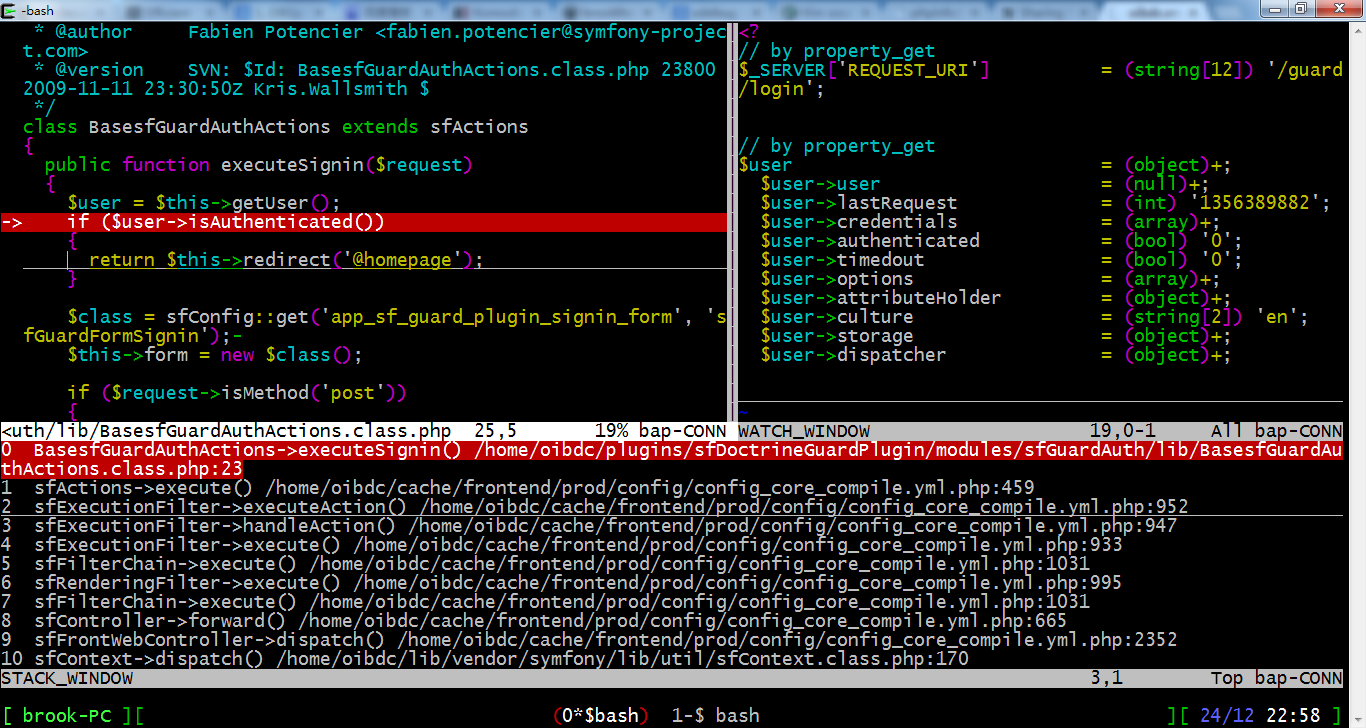 -bash
* @author     Fabien Potencier <fabien.potencier@symfony-projec
t.com>
* @version    SVN: $Id: BasesfGuardAuthActions.class.php 23800
2009-11-11 23:30:50Z Kris.Wallsmith $
*/
class BasesfGuardAuthActions extends sfActions
{
public function executeSignin($request)
{
$user = $this->getUser();
->    if ($user->isAuthenticated())
{
|  return $this->redirect('@homepage');
}
$class = sfConfig::get('app_sf_guard_plugin_signin_form', 's
fGuardFormSignin');-
$this->form = new $class();
if ($request->isMethod('post'))
{
<uth/lib/BasesfGuardAuthActions.class.php  25,5       19% bap-CONN
<?
// by property_get
$_SERVER['REQUEST_URI']          = (string[12]) '/guard
/login';
// by property_get
$user                            = (object)+;
$user->user                    = (null)+;
$user->lastRequest             = (int) '1356389882';
$user->credentials             = (array)+;
$user->authenticated           = (bool) '0';
$user->timedout                = (bool) '0';
$user->options                 = (array)+;
$user->attributeHolder         = (object)+;
$user->culture                 = (string[2]) 'en';
$user->storage                 = (object)+;
$user->dispatcher              = (object)+;
~
WATCH_WINDOW                    19,0-1     All bap-CONN
0  BasesfGuardAuthActions->executeSignin() /home/oibdc/plugins/sfDoctrineGuardPlugin/modules/sfGuardAuth/lib/BasesfGuardAu
thActions.class.php:23
1  sfActions->execute() /home/oibdc/cache/frontend/prod/config/config_core_compile.yml.php:459
2  sfExecutionFilter->executeAction() /home/oibdc/cache/frontend/prod/config/config_core_compile.yml.php:952
3  sfExecutionFilter->handleAction() /home/oibdc/cache/frontend/prod/config/config_core_compile.yml.php:947
4  sfExecutionFilter->execute() /home/oibdc/cache/frontend/prod/config/config_core_compile.yml.php:933
5  sfFilterChain->execute() /home/oibdc/cache/frontend/prod/config/config_core_compile.yml.php:1031
6  sfRenderingFilter->execute() /home/oibdc/cache/frontend/prod/config/config_core_compile.yml.php:995
7  sfFilterChain->execute() /home/oibdc/cache/frontend/prod/config/config_core_compile.yml.php:1031
8  sfController->forward() /home/oibdc/cache/frontend/prod/config/config_core_compile.yml.php:665
9  sfFrontWebController->dispatch() /home/oibdc/cache/frontend/prod/config/config_core_compile.yml.php:2352
10 sfContext->dispatch() /home/oibdc/lib/vendor/symfony/lib/util/sfContext.class.php:170
STACK_WINDOW                    3,1        Top bap-CONN
[ brook-PC ][          (0*$bash)  1-$ bash          ][ 24/12 22:58 ]